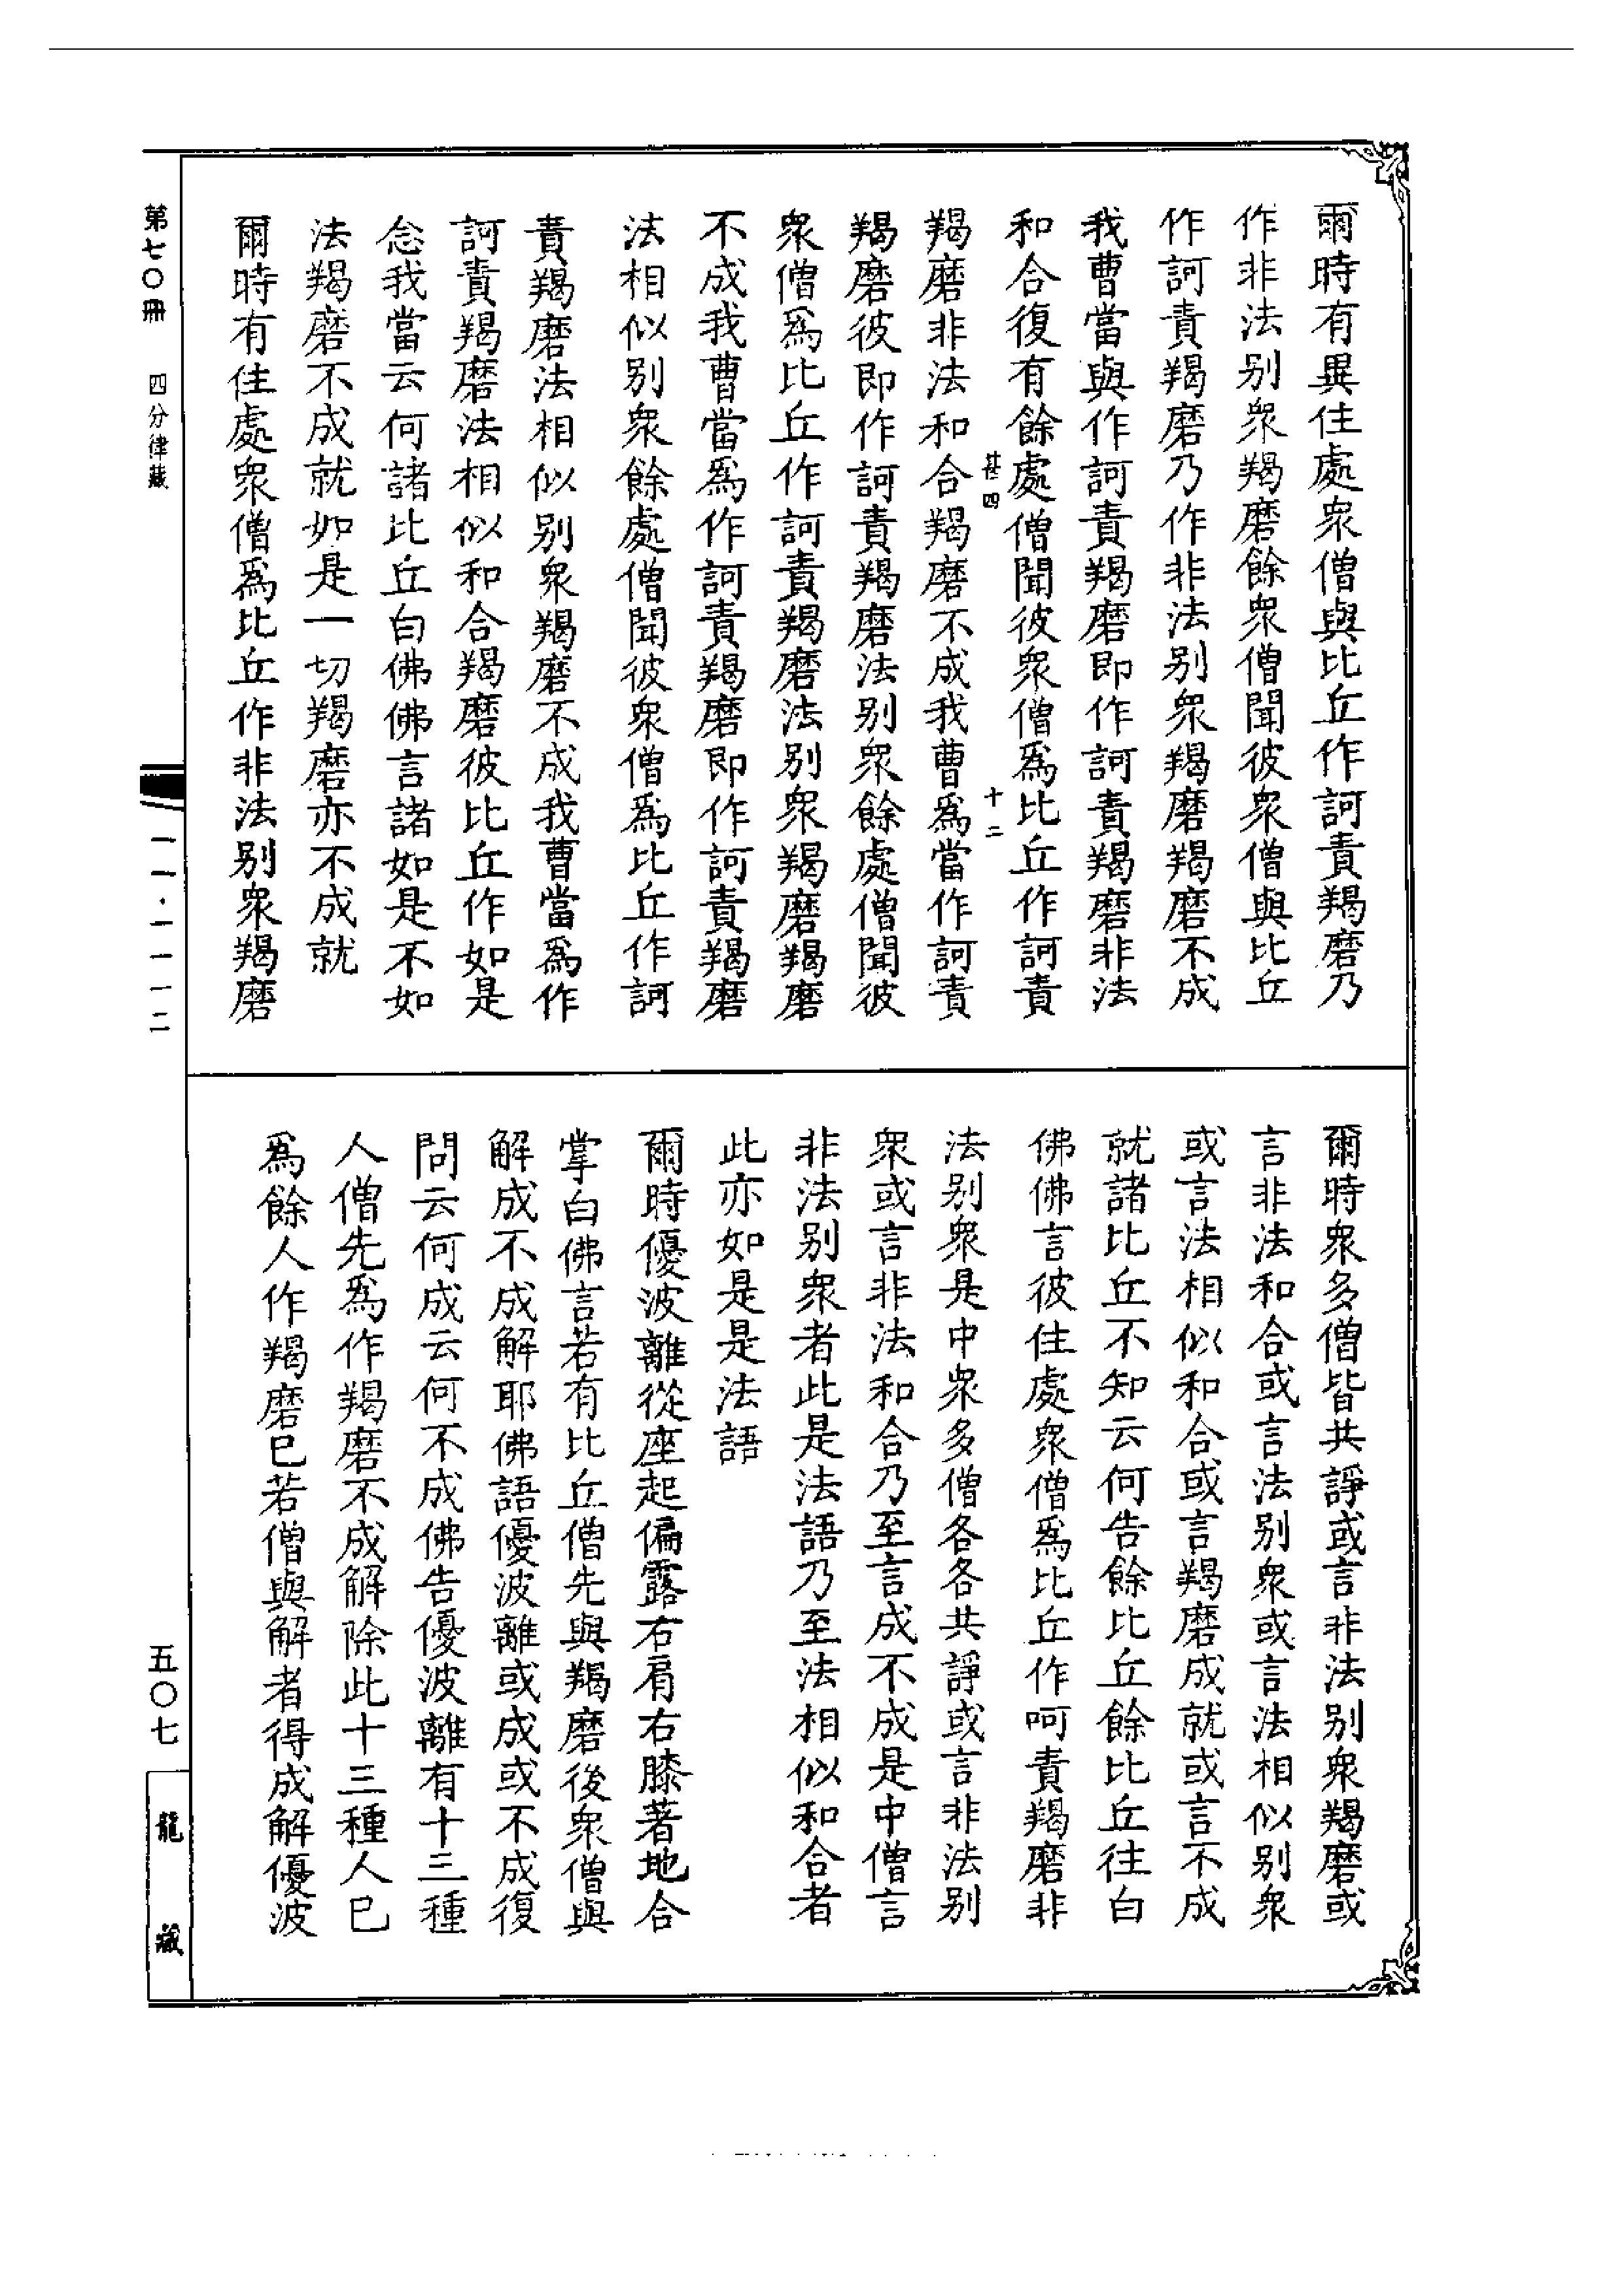 爾時有異住處衆僧與比丘作訶責羯磨乃
作非法别衆羯磨餘衆僧聞彼衆僧與比丘
作訶責羯磨乃作非法别衆羯磨羯磨不成
我曹當與作訶責羯磨即作訶責羯磨非法
和合復有餘處僧聞彼衆僧爲比丘作訶責
甚四
十二
羯磨非法和合羯磨不成我曹爲當作訶責
羯磨彼即作訶責羯磨法别衆餘處僧聞彼
衆僧爲比丘作訶責羯磨法别衆羯磨羯磨
不成我曹當爲作訶責羯磨即作訶責羯磨
法相似别衆餘處僧聞彼衆僧爲比丘作訶
責羯磨法相似别衆羯磨不成我曹當爲作
訶責羯磨法相似和合羯磨彼比丘作如是
念我當云何諸比丘白佛佛言諸如是不如
法羯磨不成就如是一切羯磨亦不成就
爾時有住處衆僧爲比丘作非法别衆羯磨
爾時衆多僧皆共諍或言非法别衆羯磨或
言非法和合或言法别衆或言法相似别衆
或言法相似和合或言羯磨成就或言不成
就諸比丘不知云何告餘比丘餘比丘往白
佛佛言彼住處衆僧爲比丘作呵責羯磨非
法别衆是中衆多僧各各共諍或言非法别
衆或言非法和合乃至言成不成是中僧言
非法别衆者此是法語乃至法相似和合者
此亦如是是法語
爾時優波離從座起偏露右肩右膝著地合
掌白佛言若有比丘僧先與羯磨後衆僧與
解成不成解耶佛語優波離或成或不成復
問云何成云何不成佛告優波離有十三種
人僧先爲作羯磨不成解除此十三種人已
爲餘人作羯磨已若僧與解者得成解優波
第七〇冊
四分律藏
一一·一一一二
五〇七
龍藏